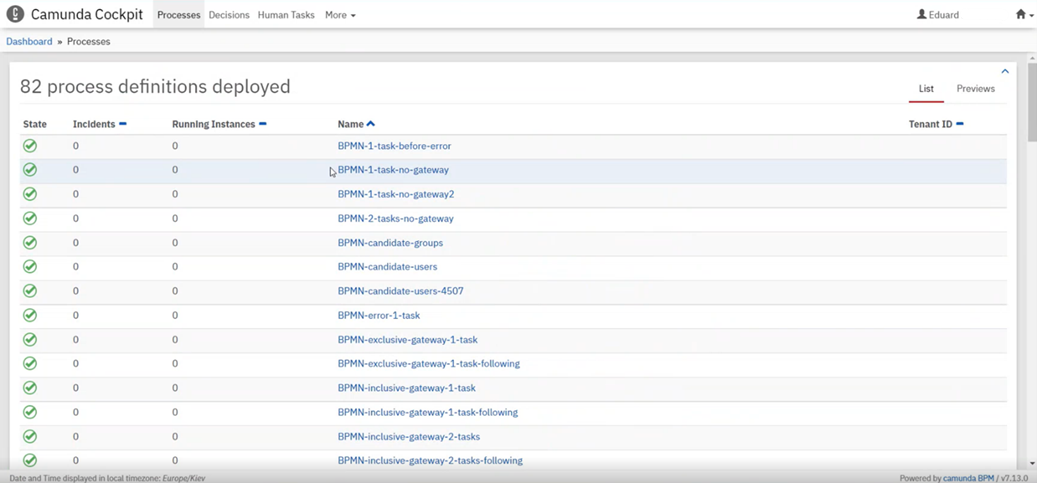 Camunda Cockpit Processes Decisions Human Tasks More Eduard
Dashboard » Processes
82 process definitions deployed
List Previews
State Incidents Running Instances Name Tenant ID
0 0 BPMN-1-task-before-error
0 0 BPMN-1-task-no-gateway
0 0 BPMN-1-task-no-gateway2
0 0 BPMN-2-tasks-no-gateway
0 0 BPMN-candidate-groups
0 0 BPMN-candidate-users
0 0 BPMN-candidate-users-4507
0 0 BPMN-error-1-task
0 0 BPMN-exclusive-gateway-1-task
0 0 BPMN-exclusive-gateway-1-task-following
0 0 BPMN-inclusive-gateway-1-task
0 0 BPMN-inclusive-gateway-1-task-following
0 0 BPMN-inclusive-gateway-2-tasks
0 0 BPMN-inclusive-gateway-2-tasks-following
Date and Time displayed in local timezone: Europe/Kiev Powered by camunda BPM / v7.13.0